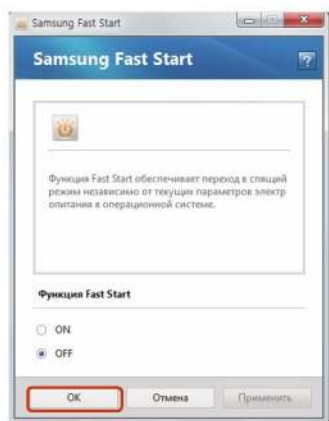 Samsung Fast Start
Samsung Fast Start
?
Функция Fast Start обеспечивает переход в спящий
режим независимо от текущих параметров электр
опитания в операционной системе.
Функция Fast Start
ON
OFF
OK
Отмена
Применить